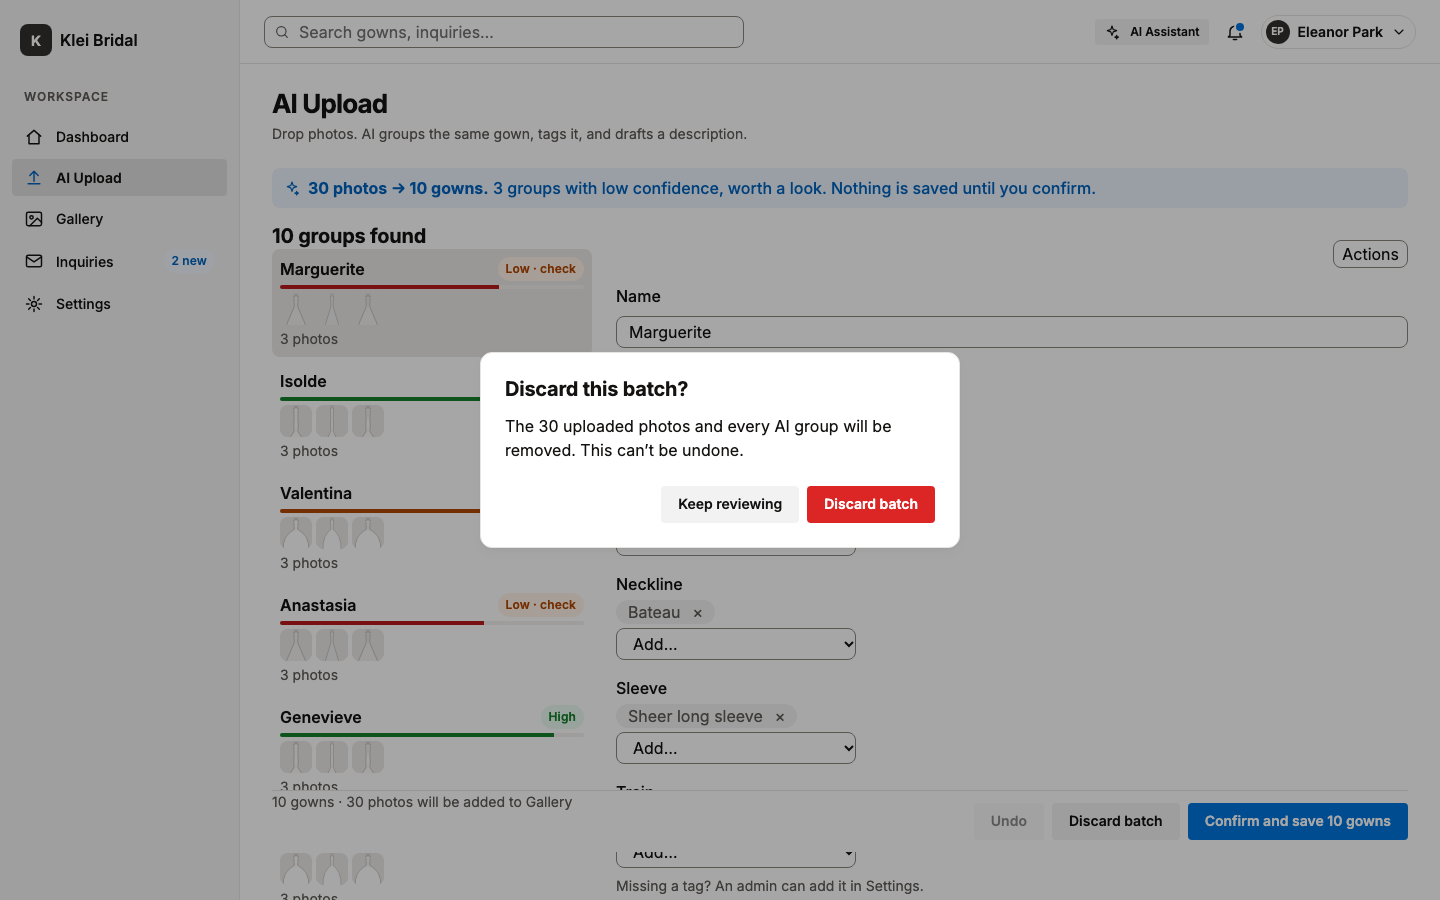 K
Klei Bridal
WORKSPACE
Dashboard
AI Upload
Gallery
Inquiries
2 new
Settings
Search gowns, inquiries...
AI Assistant
EP
Eleanor Park
AI Upload
Drop photos. AI groups the same gown, tags it, and drafts a description.
30 photos → 10 gowns. 3 groups with low confidence, worth a look. Nothing is saved until you confirm.
10 groups found
Marguerite
Low · check
3 photos
Isolde
3 photos
Valentina
3 photos
Anastasia
Low · check
3 photos
Genevieve
High
3 photos
3 photos
Actions
Name
Marguerite
Discard this batch?
The 30 uploaded photos and every AI group will be
removed. This can’t be undone.
Keep reviewing
Discard batch
Neckline
Bateau ×
Add...
Sleeve
Sheer long sleeve ×
Add...
Train
Add...
Missing a tag? An admin can add it in Settings.
10 gowns · 30 photos will be added to Gallery
Undo
Discard batch
Confirm and save 10 gowns